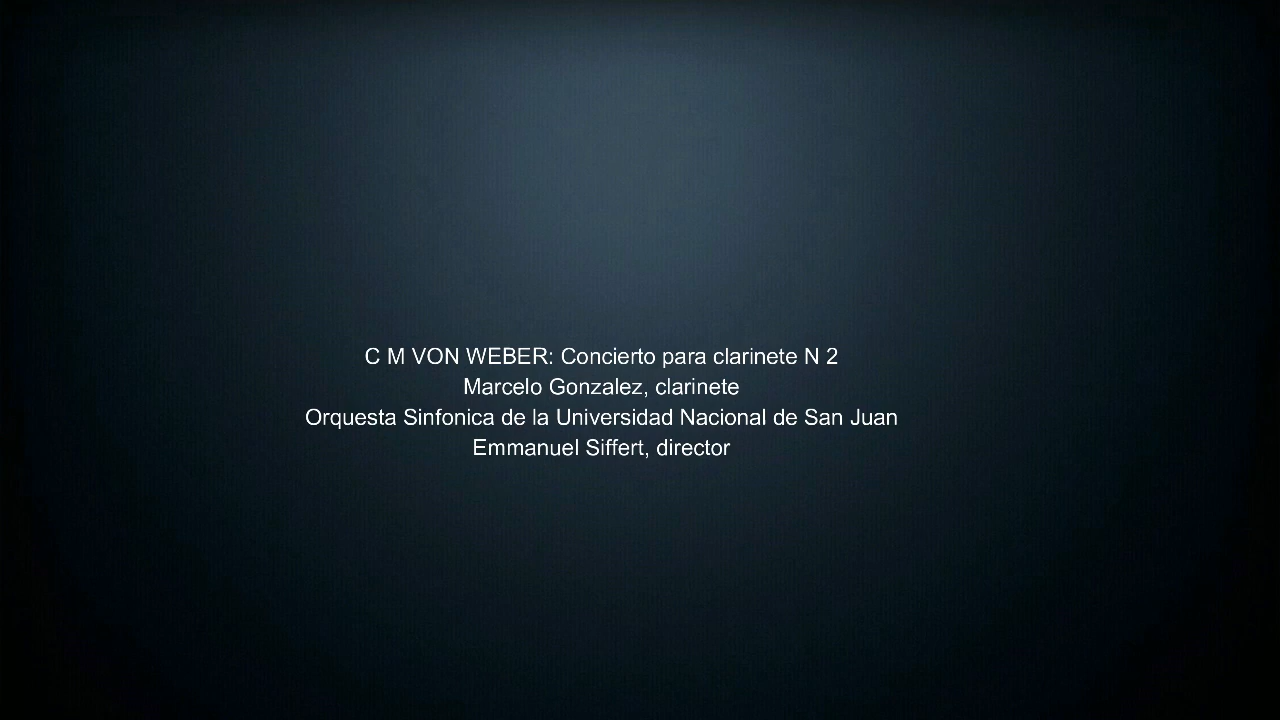 C M VON WEBER: Concierto para clarinete N 2
Marcelo Gonzalez, clarinete
Orquesta Sinfonica de la Universidad Nacional de San Juan
Emmanuel Siffert, director